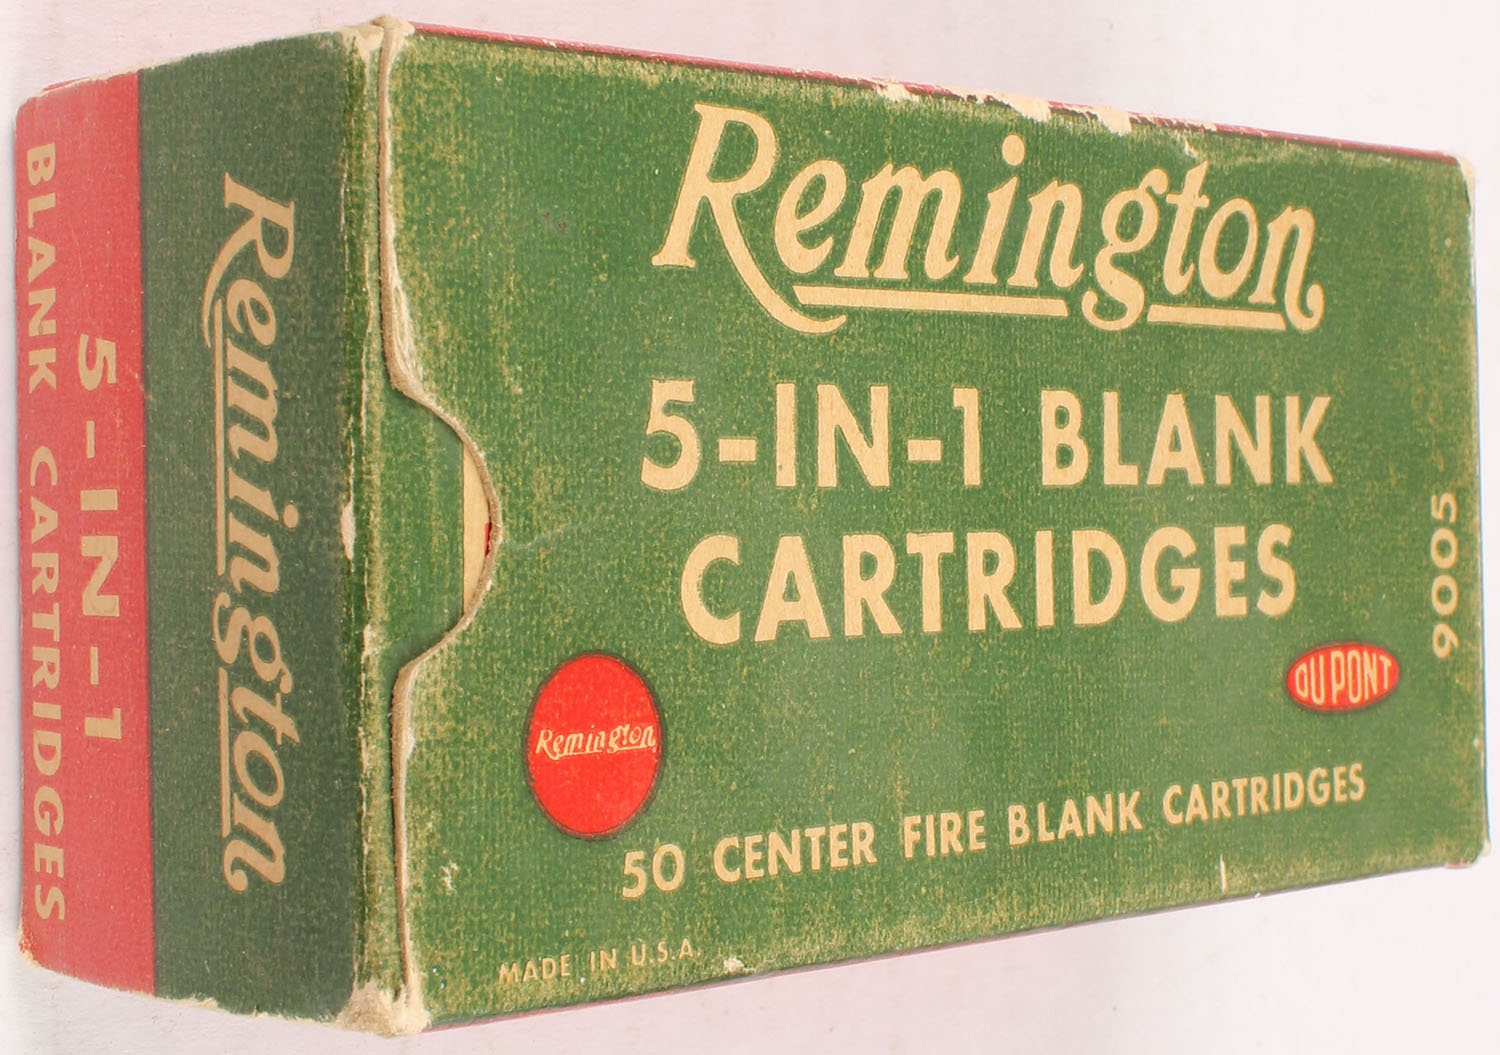 Remington
5-IN-1 BLANK
CARTRIDGES
Remington
DU PONT
9005
50 CENTER FIRE BLANK CARTRIDGES
MADE IN U.S.A.
Remington
5-IN-1
BLANK CARTRIDGES